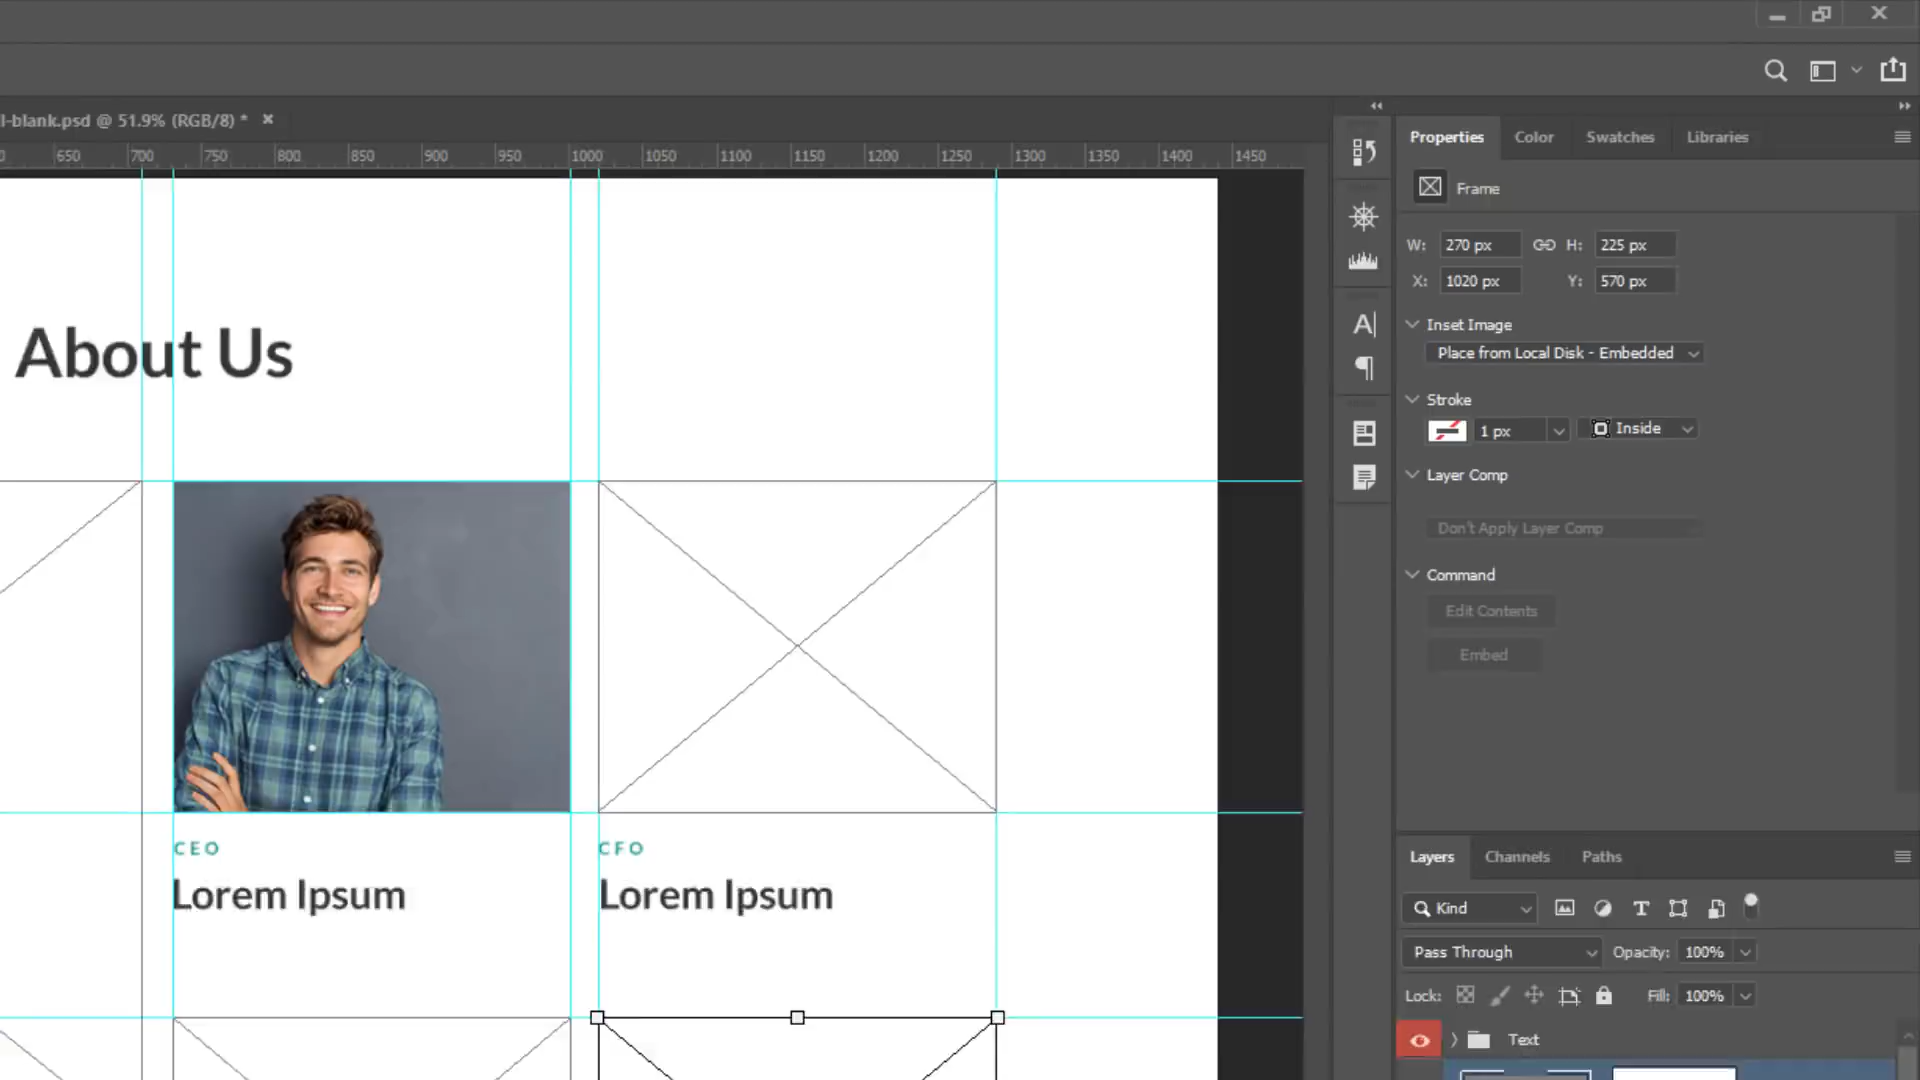 l-blank.psd @ 51.9% (RGB/8) *
650 700 750 800 850 900 950 1000 1050 1100 1150 1200 1250 1300 1350 1400 1450
About Us
CEO
CFO
Lorem Ipsum
Lorem Ipsum
Properties Color Swatches Libraries
Frame
W: 270 px H: 225 px
X: 1020 px Y: 570 px
Inset Image
Place from Local Disk - Embedded
Stroke
1 px Inside
Layer Comp
Don't Apply Layer Comp
Command
Edit Contents
Embed
Layers Channels Paths
Kind
Pass Through Opacity: 100%
Lock: Fill: 100%
Text